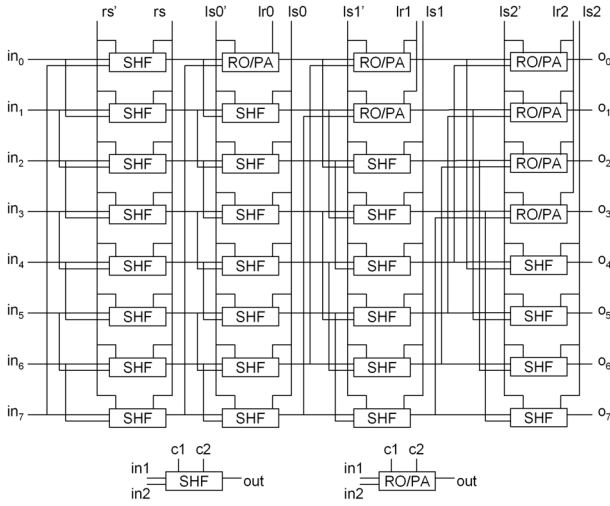 rs' rs ls0' lr0 ls0 ls1' lr1 ls1 ls2' lr2 ls2
in0 SHF RO/PA RO/PA RO/PA o0
in1 SHF SHF RO/PA RO/PA o1
in2 SHF SHF SHF RO/PA o2
in3 SHF SHF SHF RO/PA o3
in4 SHF SHF SHF SHF o4
in5 SHF SHF SHF SHF o5
in6 SHF SHF SHF SHF o6
in7 SHF SHF SHF SHF o7
c1 c2 c1 c2
in1 SHF out in1 RO/PA out
in2 in2